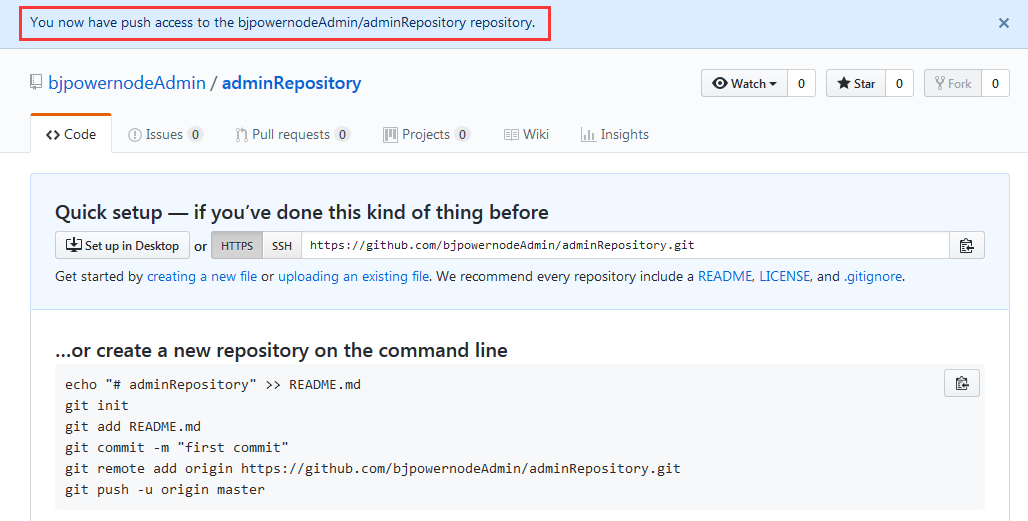 You now have push access to the bjpowernodeAdmin/adminRepository repository.
bjpowernodeAdmin / adminRepository
Watch 0 Star 0 Fork 0
Code Issues 0 Pull requests 0 Projects 0 Wiki Insights
Quick setup — if you’ve done this kind of thing before
Set up in Desktop or HTTPS SSH https://github.com/bjpowernodeAdmin/adminRepository.git
Get started by creating a new file or uploading an existing file. We recommend every repository include a README, LICENSE, and .gitignore.
…or create a new repository on the command line
echo "# adminRepository" >> README.md
git init
git add README.md
git commit -m "first commit"
git remote add origin https://github.com/bjpowernodeAdmin/adminRepository.git
git push -u origin master